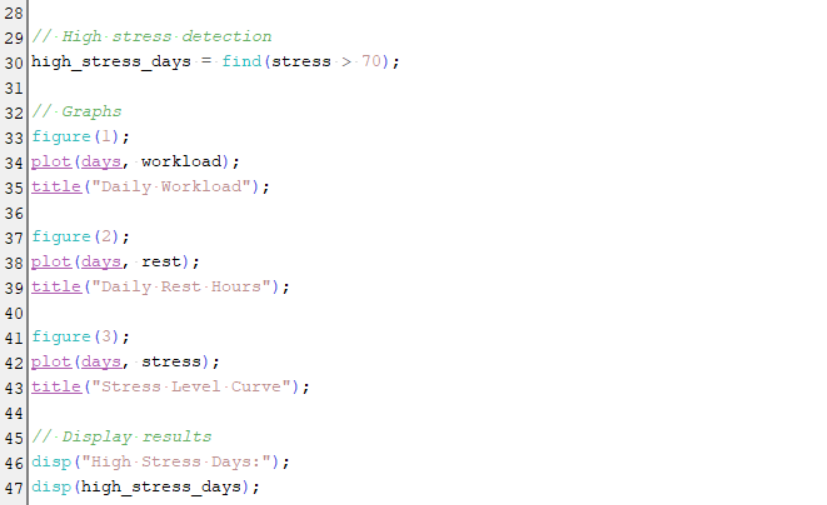 28
29 // High stress detection
30 high_stress_days = find(stress > 70);
31
32 // Graphs
33 figure(1);
34 plot(days, workload);
35 title("Daily Workload");
36
37 figure(2);
38 plot(days, rest);
39 title("Daily Rest Hours");
40
41 figure(3);
42 plot(days, stress);
43 title("Stress Level Curve");
44
45 // Display results
46 disp("High Stress Days:");
47 disp(high_stress_days);